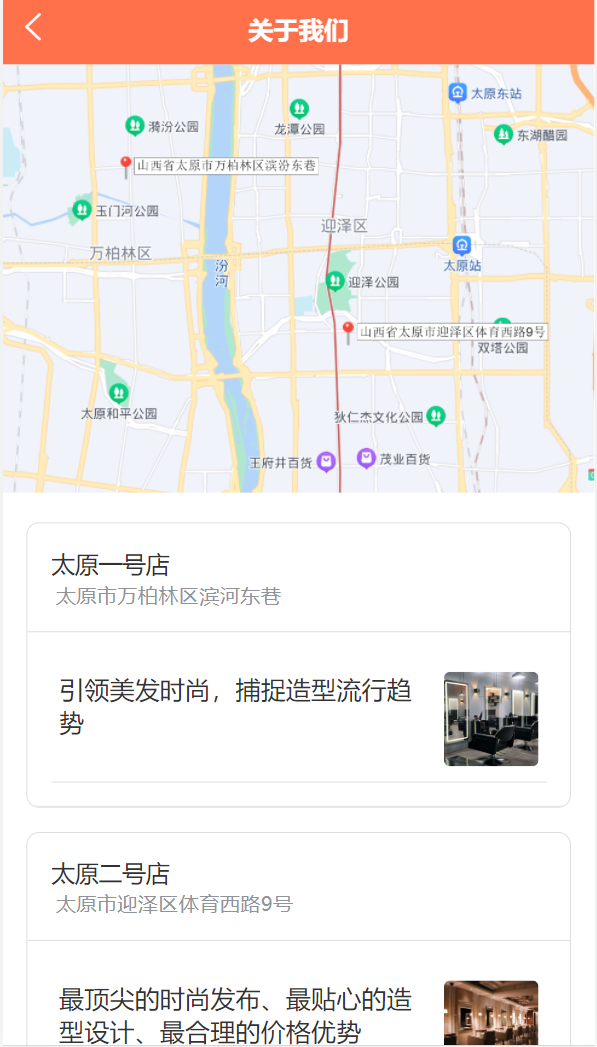 关于我们
太原东站
漪汾公园
龙潭公园
东湖醋园
山西省太原市万柏林区滨汾东巷
玉门河公园
迎泽区
万柏林区
汾河
太原站
迎泽公园
山西省太原市迎泽区体育西路9号
双塔公园
太原和平公园
狄仁杰文化公园
王府井百货
茂业百货
太原一号店
太原市万柏林区滨河东巷
引领美发时尚，捕捉造型流行趋
势
太原二号店
太原市迎泽区体育西路9号
最顶尖的时尚发布、最贴心的造
型设计、最合理的价格优势